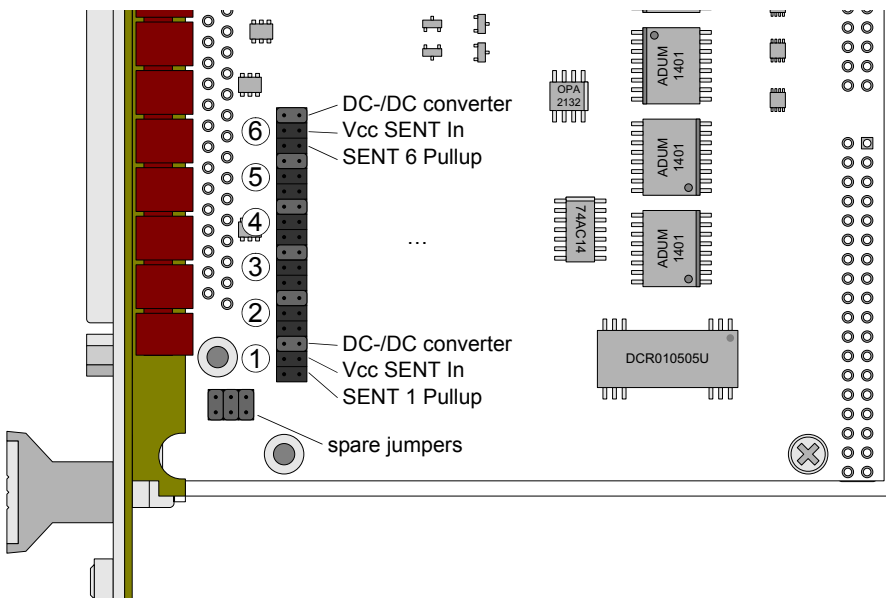 DC-/DC converter
Vcc SENT In
SENT 6 Pullup
6
5
4
3
2
1
...
DC-/DC converter
Vcc SENT In
SENT 1 Pullup
spare jumpers
OPA
2132
ADUM
1401
ADUM
1401
ADUM
1401
74AC14
DCR010505U